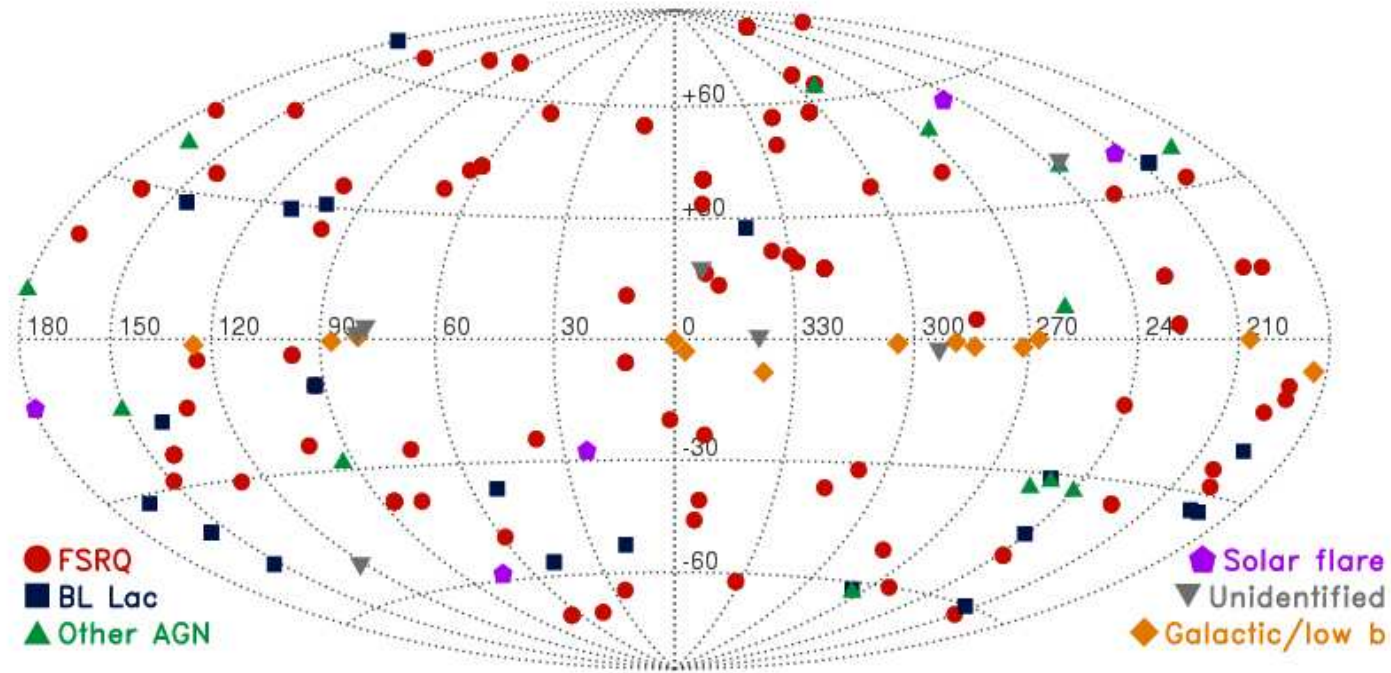 +60
+30
180 150 120 90 60 30 0 330 300 270 24 210
-30
-60
FSRQ
BL Lac
Other AGN
Solar flare
Unidentified
Galactic/low b